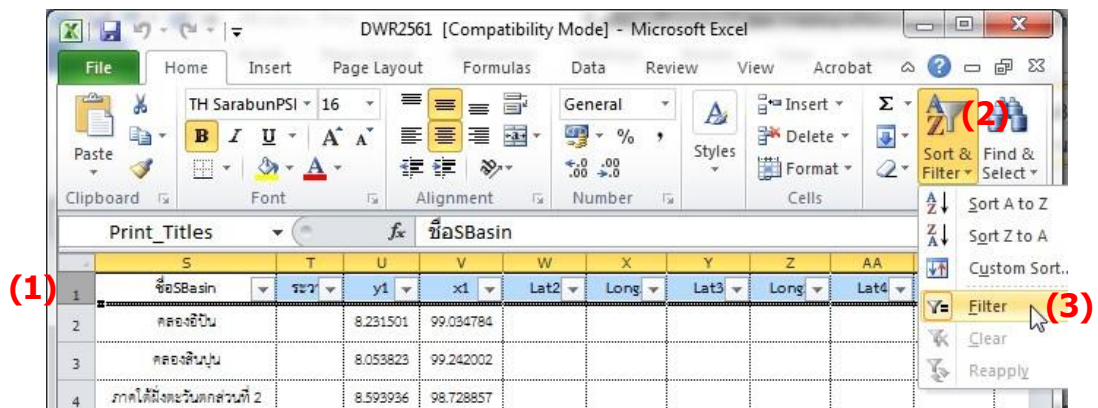 DWR2561 [Compatibility Mode] - Microsoft Excel
File Home Insert Page Layout Formulas Data Review View Acrobat
TH SarabunPSI 16 General Insert Σ (2)
Paste B I U A A % , Styles Delete Sort & Filter Find & Select
Format
Clipboard Font Alignment Number Cells
Sort A to Z
Print_Titles fx ชื่อSBasin
Sort Z to A
Custom Sort..
S T U V W X Y Z AA
(1) 1 ชื่อSBasin ระวา y1 x1 Lat2 Long Lat3 Long Lat4
Filter (3)
2 คลองอิปัน 8.231501 99.034784
Clear
3 คลองสินปุน 8.053823 99.242002
Reapply
4 ภาคใต้ฝั่งตะวันตกส่วนที่ 2 8.593936 98.728857